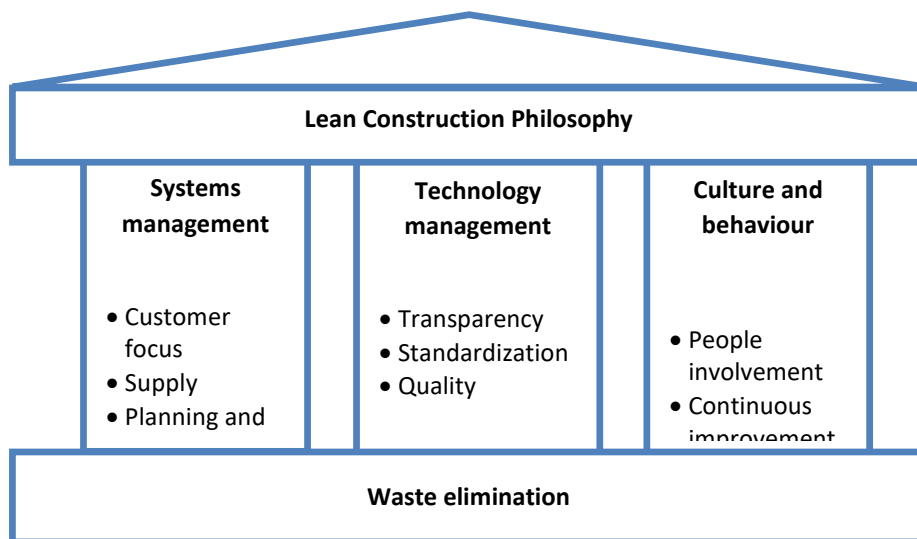 Lean Construction Philosophy
Systems
management
• Customer
focus
• Supply
• Planning and
Technology
management
• Transparency
• Standardization
• Quality
Culture and
behaviour
• People
involvement
• Continuous
improvement
Waste elimination